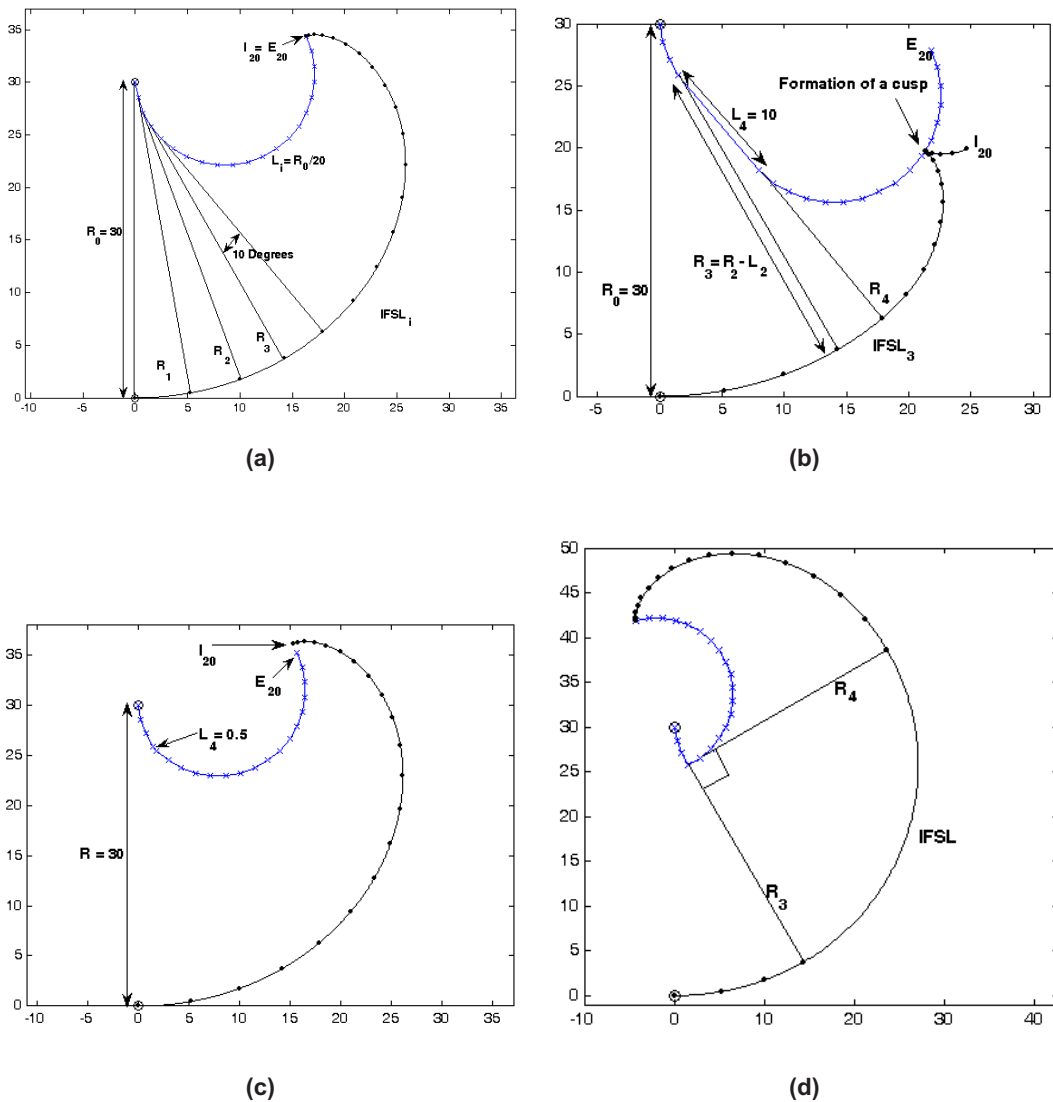 35
30
25
20
15
10
5
0
-10 -5 0 5 10 15 20 25 30 35
I20 = E20
R0 = 30
Li = R0/20
10 Degrees
IFSLi
R1
R2
R3
(a)
30
25
20
15
10
5
0
-5 0 5 10 15 20 25 30
E20
Formation of a cusp
L4 = 10
I20
R3 = R2 - L2
R0 = 30
R4
IFSL3
(b)
35
30
25
20
15
10
5
0
-10 -5 0 5 10 15 20 25 30 35
I20
E20
L4 = 0.5
R = 30
(c)
50
45
40
35
30
25
20
15
10
5
0
-10 0 10 20 30 40
R4
IFSL
R3
(d)